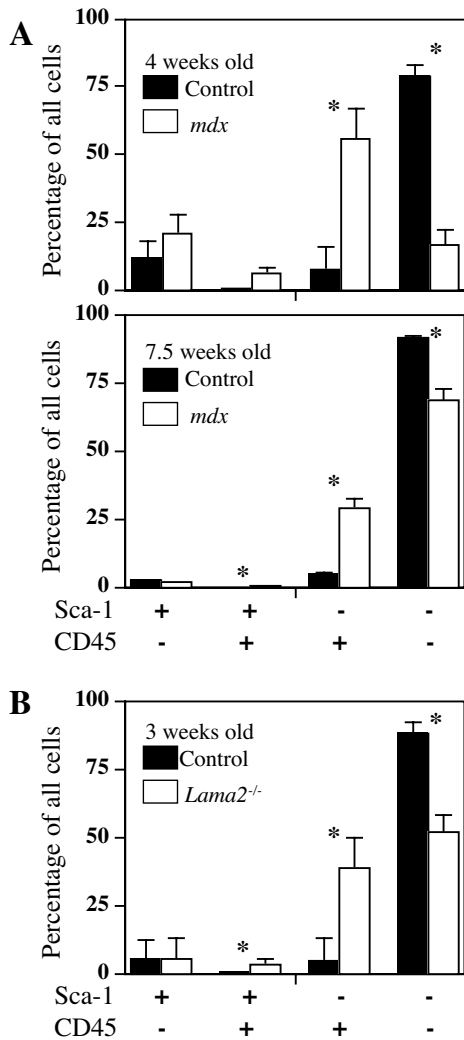 A
Percentage of all cells
100
75
50
25
0
4 weeks old
Control
mdx
*
*
Percentage of all cells
100
75
50
25
0
7.5 weeks old
Control
mdx
*
*
*
Sca-1 + + - -
CD45 - + + -
B
Percentage of all cells
100
75
50
25
0
3 weeks old
Control
Lama2-/-
*
*
*
Sca-1 + + - -
CD45 - + + -